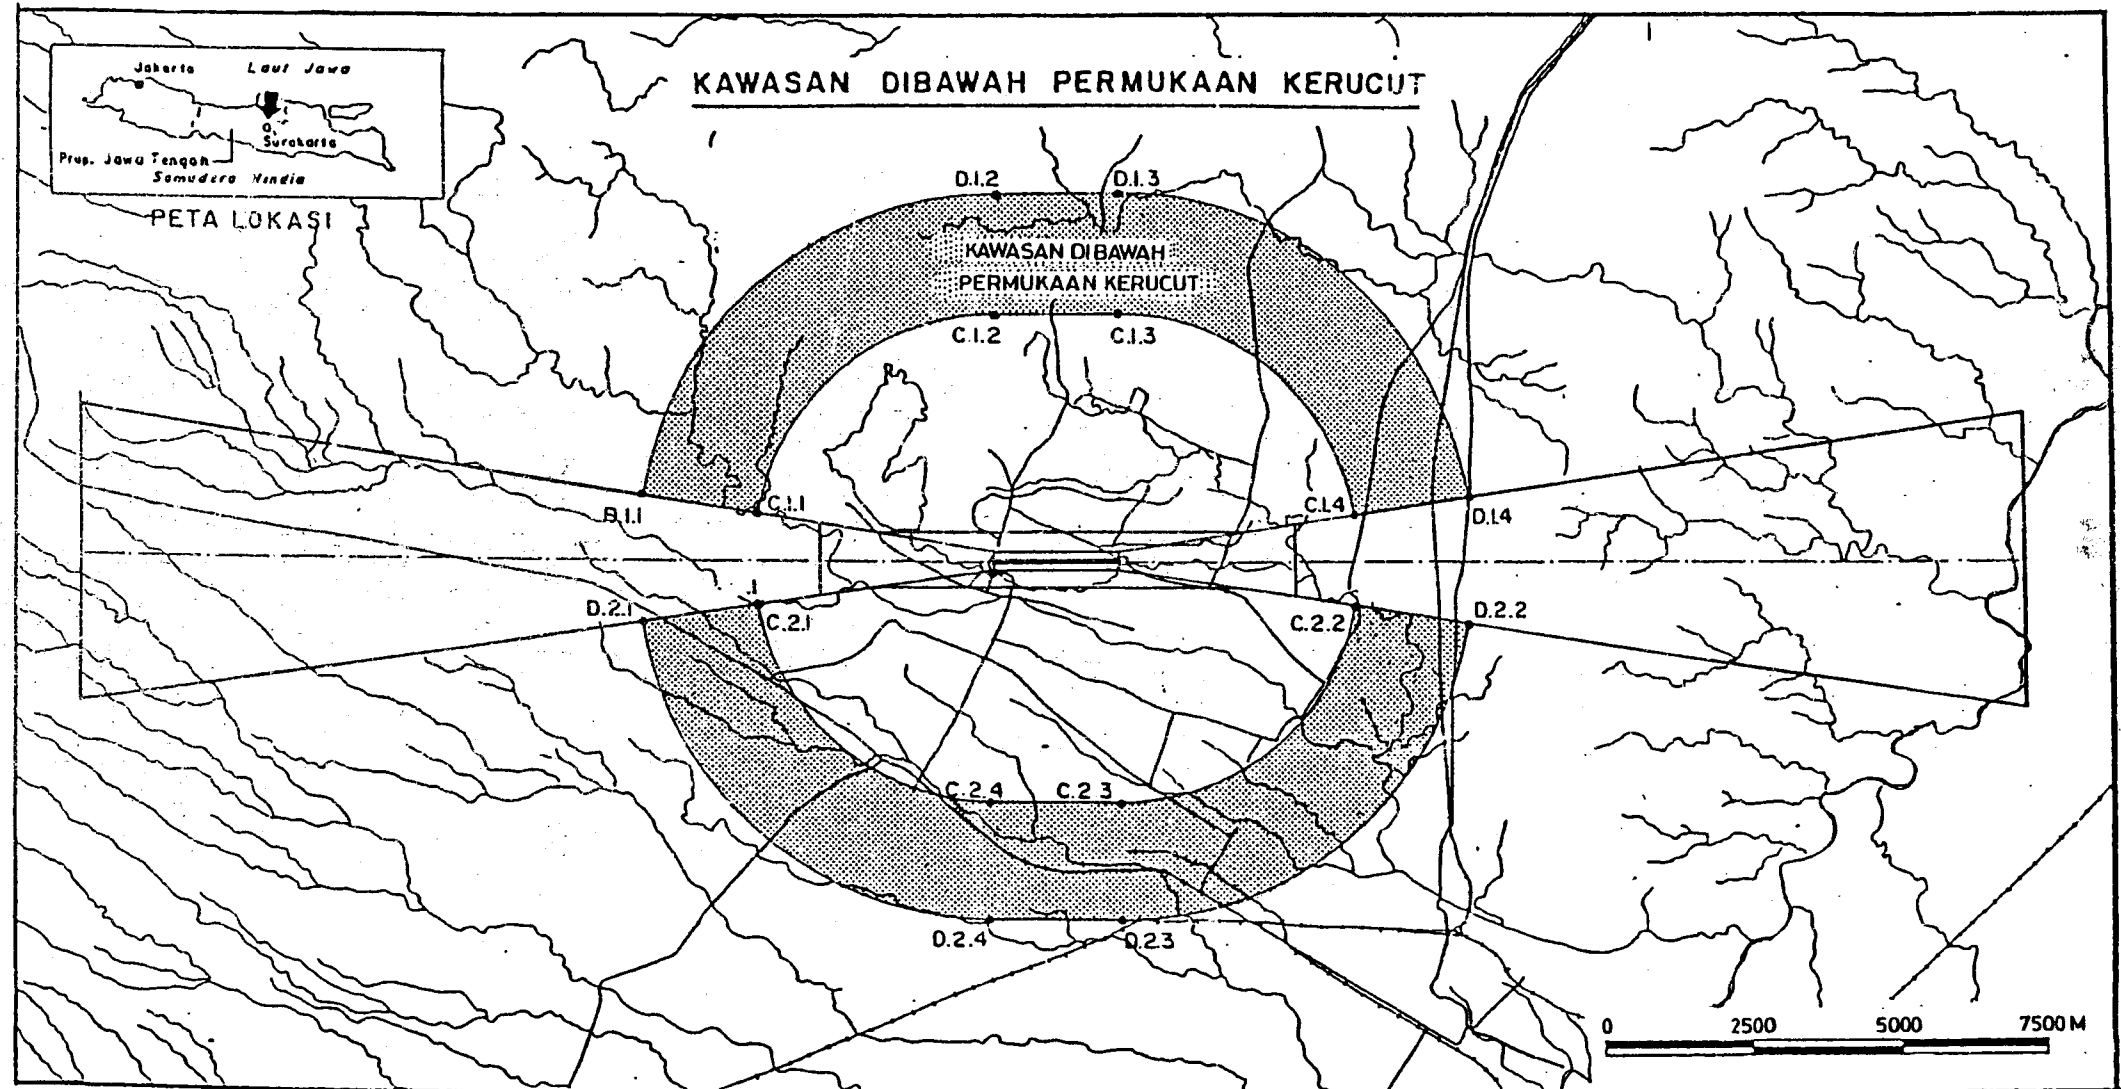 KAWASAN DIBAWAH PERMUKAAN KERUCUT
Jakarta
Laut Jawa
Surakarta
Prop. Jawa Tengah
Samudera Hindia
PETA LOKASI
D.1.2
D.1.3
KAWASAN DIBAWAH
PERMUKAAN KERUCUT
C.1.2
C.1.3
D.1.1
C.1.1
C.1.4
D.1.4
D.2.1
C.2.1
C.2.2
D.2.2
C.2.4
C.2.3
D.2.4
D.2.3
0
2500
5000
7500 M